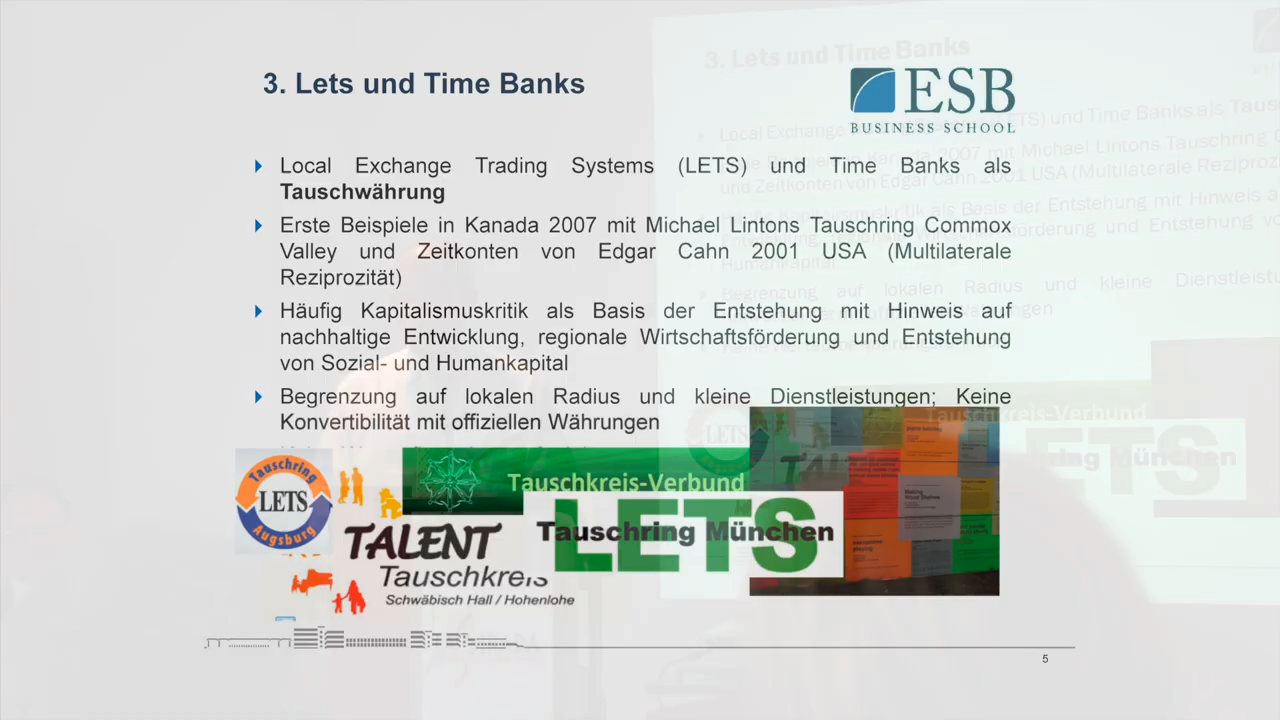 3. Lets und Time Banks
ESB
BUSINESS SCHOOL
Local Exchange Trading Systems (LETS) und Time Banks als
Tauschwährung
Erste Beispiele in Kanada 2007 mit Michael Lintons Tauschring Commox
Valley und Zeitkonten von Edgar Cahn 2001 USA (Multilaterale
Reziprozität)
Häufig Kapitalismuskritik als Basis der Entstehung mit Hinweis auf
nachhaltige Entwicklung, regionale Wirtschaftsförderung und Entstehung
von Sozial- und Humankapital
Begrenzung auf lokalen Radius und kleine Dienstleistungen; Keine
Konvertibilität mit offiziellen Währungen
Tauschring
LETS
Augsburg
TALENT
Tauschkreis
Schwäbisch Hall / Hohenlohe
Tauschkreis-Verbund
LETS
Tauschring München
5